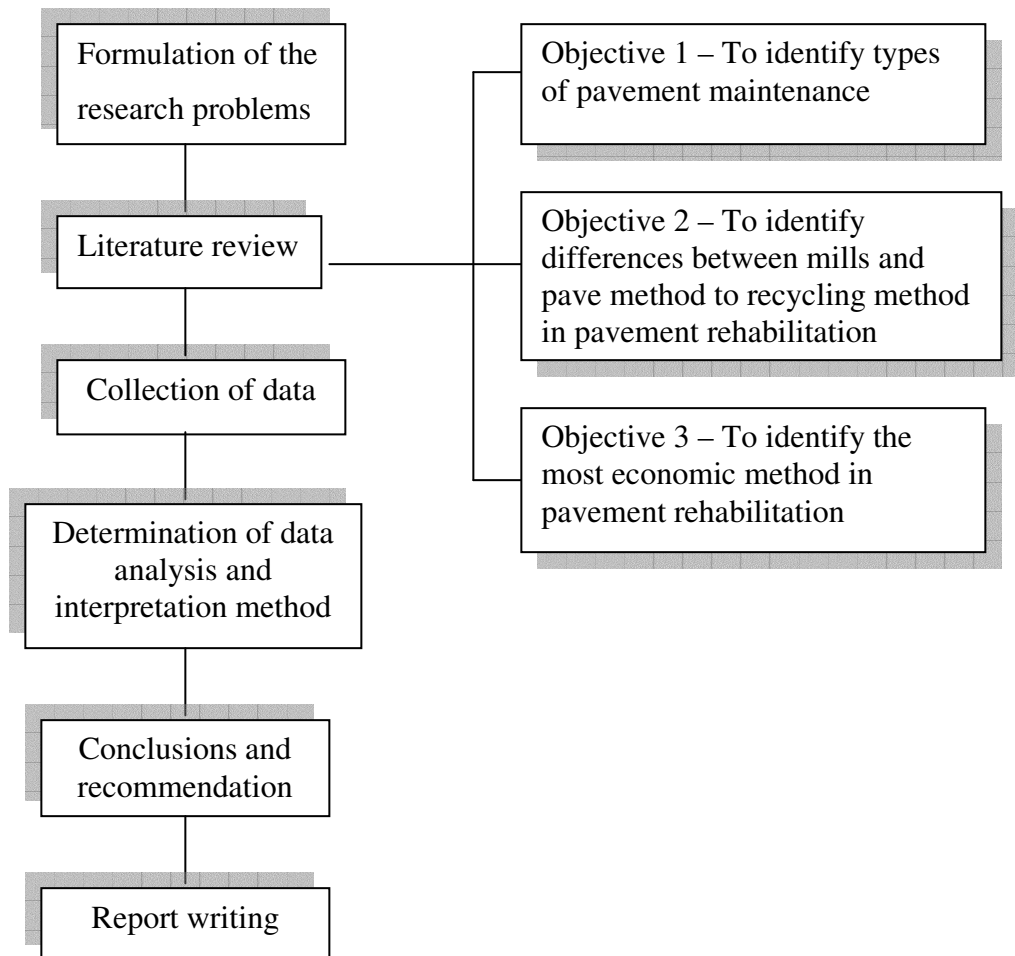 Formulation of the
research problems
Literature review
Collection of data
Determination of data
analysis and
interpretation method
Conclusions and
recommendation
Report writing
Objective 1 – To identify types
of pavement maintenance
Objective 2 – To identify
differences between mills and
pave method to recycling method
in pavement rehabilitation
Objective 3 – To identify the
most economic method in
pavement rehabilitation